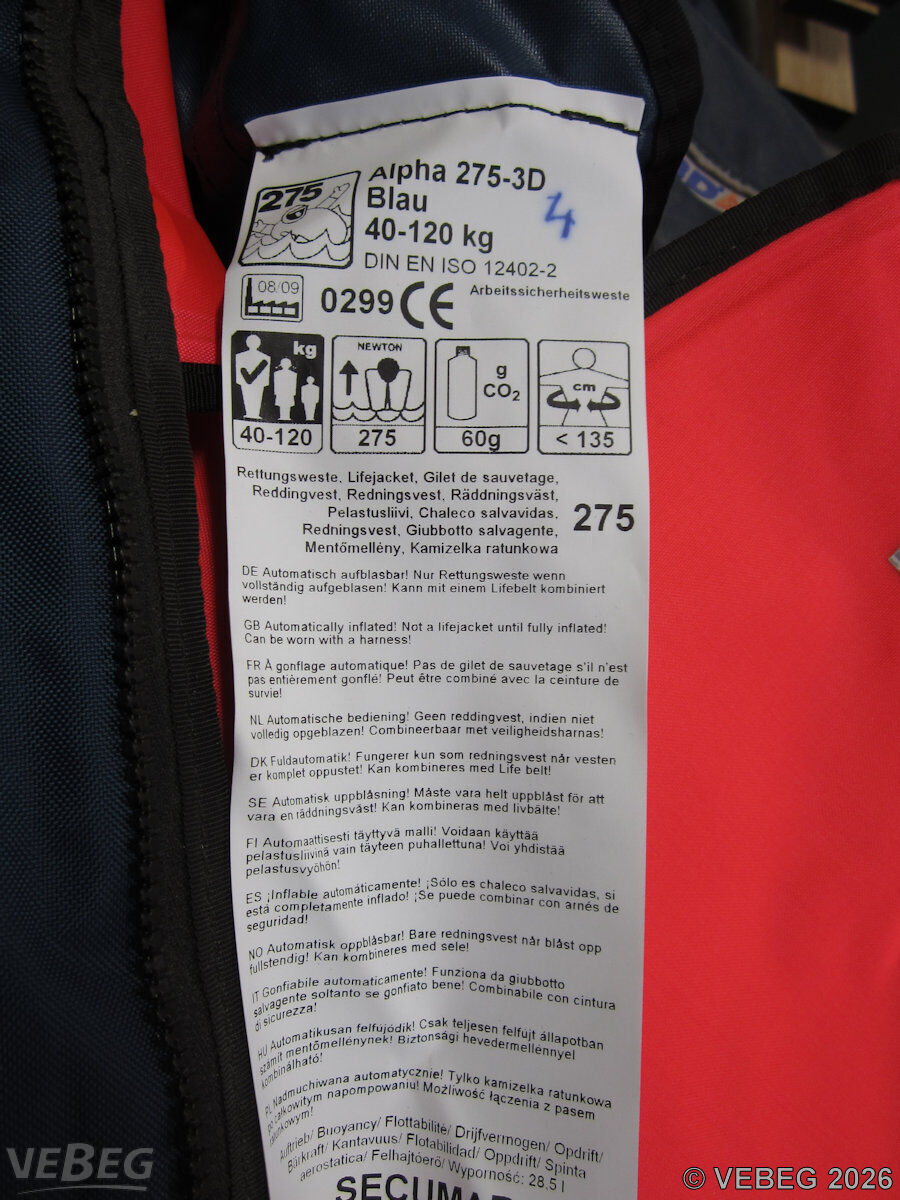 275
Alpha 275-3D
Blau
40-120 kg
4
DIN EN ISO 12402-2
08/09
0299 CE
Arbeitssicherheitsweste
kg
40-120
NEWTON
275
g
CO2
60g
cm
< 135
Rettungsweste, Lifejacket, Gilet de sauvetage,
Reddingvest, Redningsvest, Räddningsväst,
Pelastusliivi, Chaleco salvavidas,
Redningsvest, Giubbotto salvagente,
Mentőmellény, Kamizelka ratunkowa
275
DE Automatisch aufblasbar! Nur Rettungsweste wenn
vollständig aufgeblasen! Kann mit einem Lifebelt kombiniert
werden!
GB Automatically inflated! Not a lifejacket until fully inflated!
Can be worn with a harness!
FR À gonflage automatique! Pas de gilet de sauvetage s'il n'est
pas entièrement gonflé! Peut être combiné avec la ceinture de
survie!
NL Automatische bediening! Geen reddingvest, indien niet
volledig opgeblazen! Combineerbaar met veiligheidsharnas!
DK Fuldautomatik! Fungerer kun som redningsvest når vesten
er komplet oppustet! Kan kombineres med Life belt!
SE Automatisk uppblåsning! Måste vara helt uppblåst för att
vara en räddningsväst! Kan kombineras med livbälte!
FI Automaattisesti täyttyvä malli! Voidaan käyttää
pelastusliivinä vain täyteen puhallettuna! Voi yhdistää
pelastusvyöhön!
ES ¡Inflable automáticamente! ¡Sólo es chaleco salvavidas, si
está completamente inflado! ¡Se puede combinar con arnés de
seguridad!
NO Automatisk oppblåsbar! Bare redningsvest når blåst opp
fullstendig! Kan kombineres med sele!
IT Gonfiabile automaticamente! Funziona da giubbotto
salvagente soltanto se gonfiato bene! Combinabile con cintura
di sicurezza!
HU Automatikusan felfújódik! Csak teljesen felfújt állapotban
számít mentőmellénynek! Biztonsági hevedermellénnyel
kombinálható!
PL Nadmuchiwana automatycznie! Tylko kamizelka ratunkowa
po całkowitym napompowaniu! Możliwość łączenia z pasem
ratunkowym!
Auftrieb/ Buoyancy/ Flottabilité/ Drijfvermogen/ Opdrift/
Bärkraft/ Kantavuus/ Flotabilidad/ Oppdrift/ Spinta
aerostatica/ Felhajtóerő/ Wyporność: 28.5 l
SECUMAR
VEBEG
© VEBEG 2026